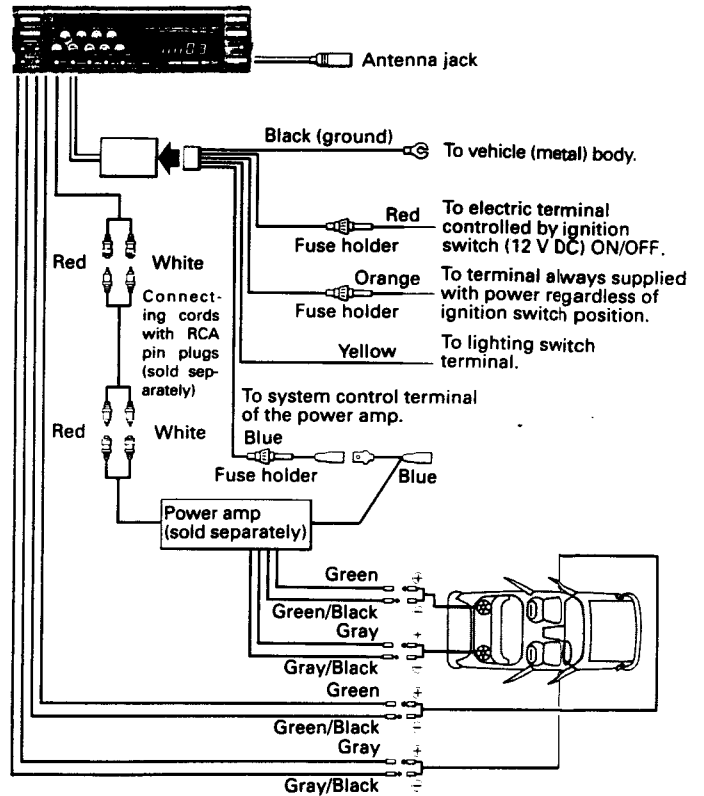 Antenna jack
Black (ground)
To vehicle (metal) body.
Red
Fuse holder
To electric terminal
controlled by ignition
switch (12 V DC) ON/OFF.
Red
White
Orange
Fuse holder
To terminal always supplied
with power regardless of
ignition switch position.
Connect-
ing cords
with RCA
pin plugs
(sold sep-
arately)
Yellow
To lighting switch
terminal.
To system control terminal
of the power amp.
Red
White
Blue
Fuse holder
Blue
Power amp
(sold separately)
Green
+
Green/Black
Gray
+
Gray/Black
Green
+
Green/Black
Gray
+
Gray/Black